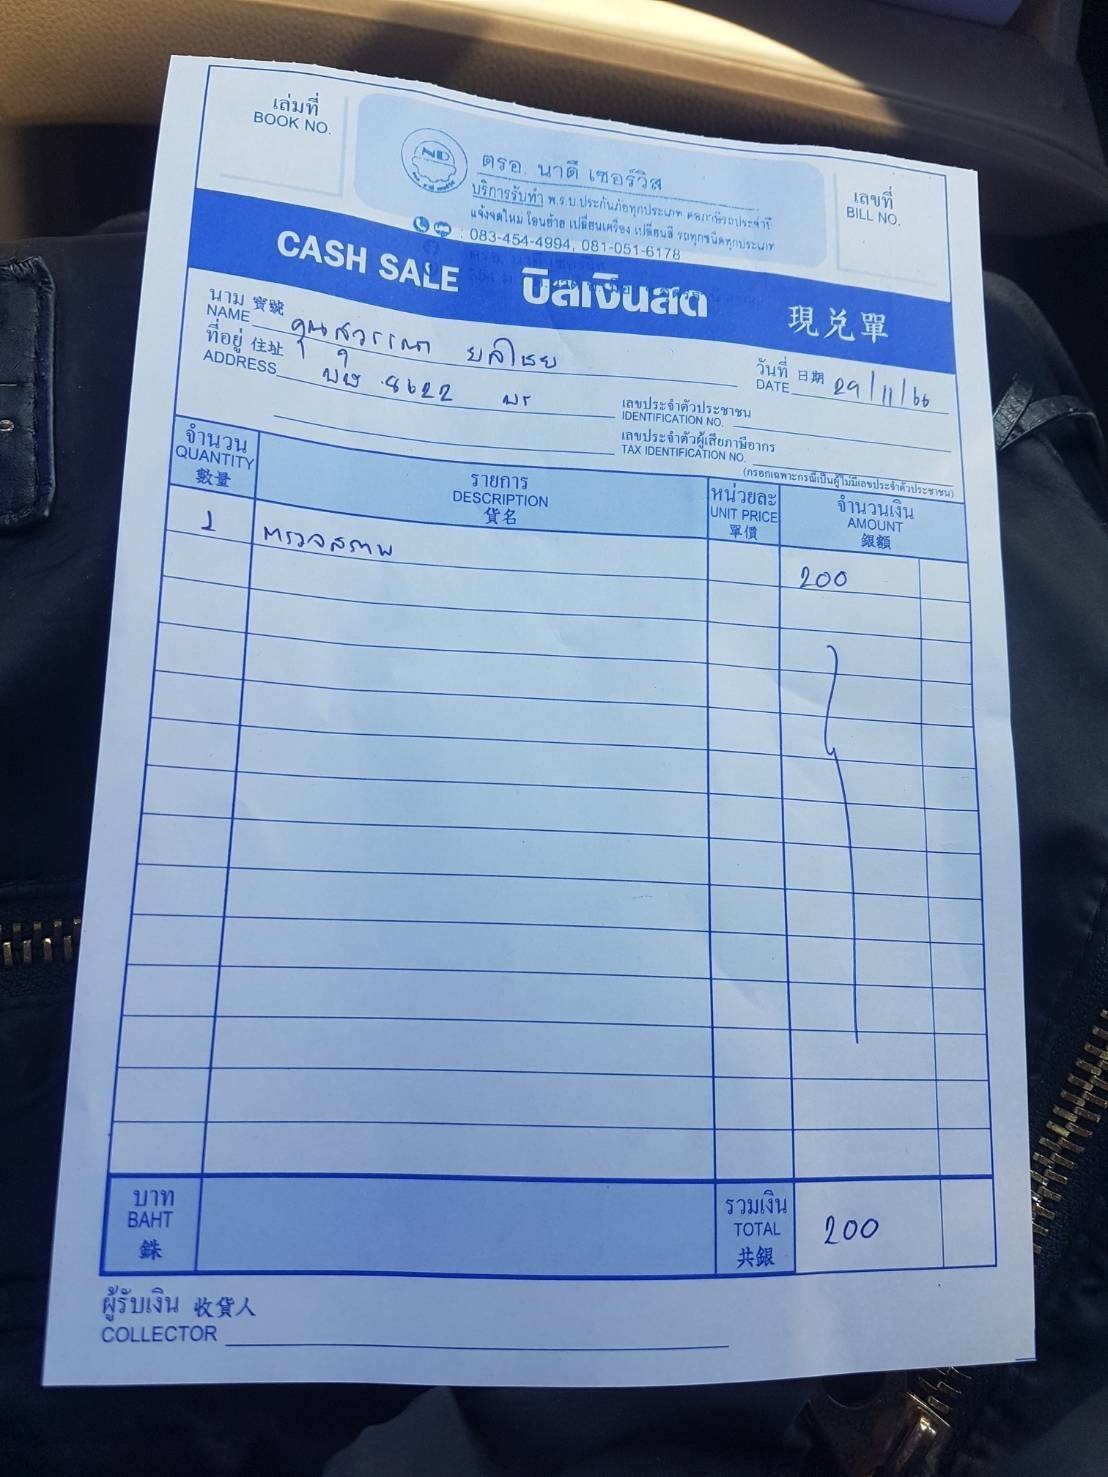 เล่มที่
BOOK NO.
ตรอ. นาดี เซอร์วิส
บริการรับทำ พ.ร.บ.ประกันภัยทุกประเภท ต่อภาษีรถประจำปี
แจ้งจดใหม่ โอนย้าย เปลี่ยนเครื่อง เปลี่ยนสี รถทุกชนิดทุกประเภท
083-454-4994, 081-051-6178
ตรอ. นาดี เซอร์วิส
เลขที่
BILL NO.
CASH SALE บิลเงินสด 現兌單
นาม 寶號
NAME คุณสุวรรณา
วันที่ 日期
DATE 29/11/66
ที่อยู่ 住址
ADDRESS 8622
เลขประจำตัวประชาชน
IDENTIFICATION NO.
เลขประจำตัวผู้เสียภาษีอากร
TAX IDENTIFICATION NO.
(กรอกเฉพาะกรณีเป็นผู้ไม่มีเลขประจำตัวประชาชน)
จำนวน
QUANTITY
數量
รายการ
DESCRIPTION
貨名
หน่วยละ
UNIT PRICE
單價
จำนวนเงิน
AMOUNT
銀額
1 ตรวจสภาพ 200
บาท
BAHT
銖
รวมเงิน
TOTAL
共銀
200
ผู้รับเงิน 收貨人
COLLECTOR